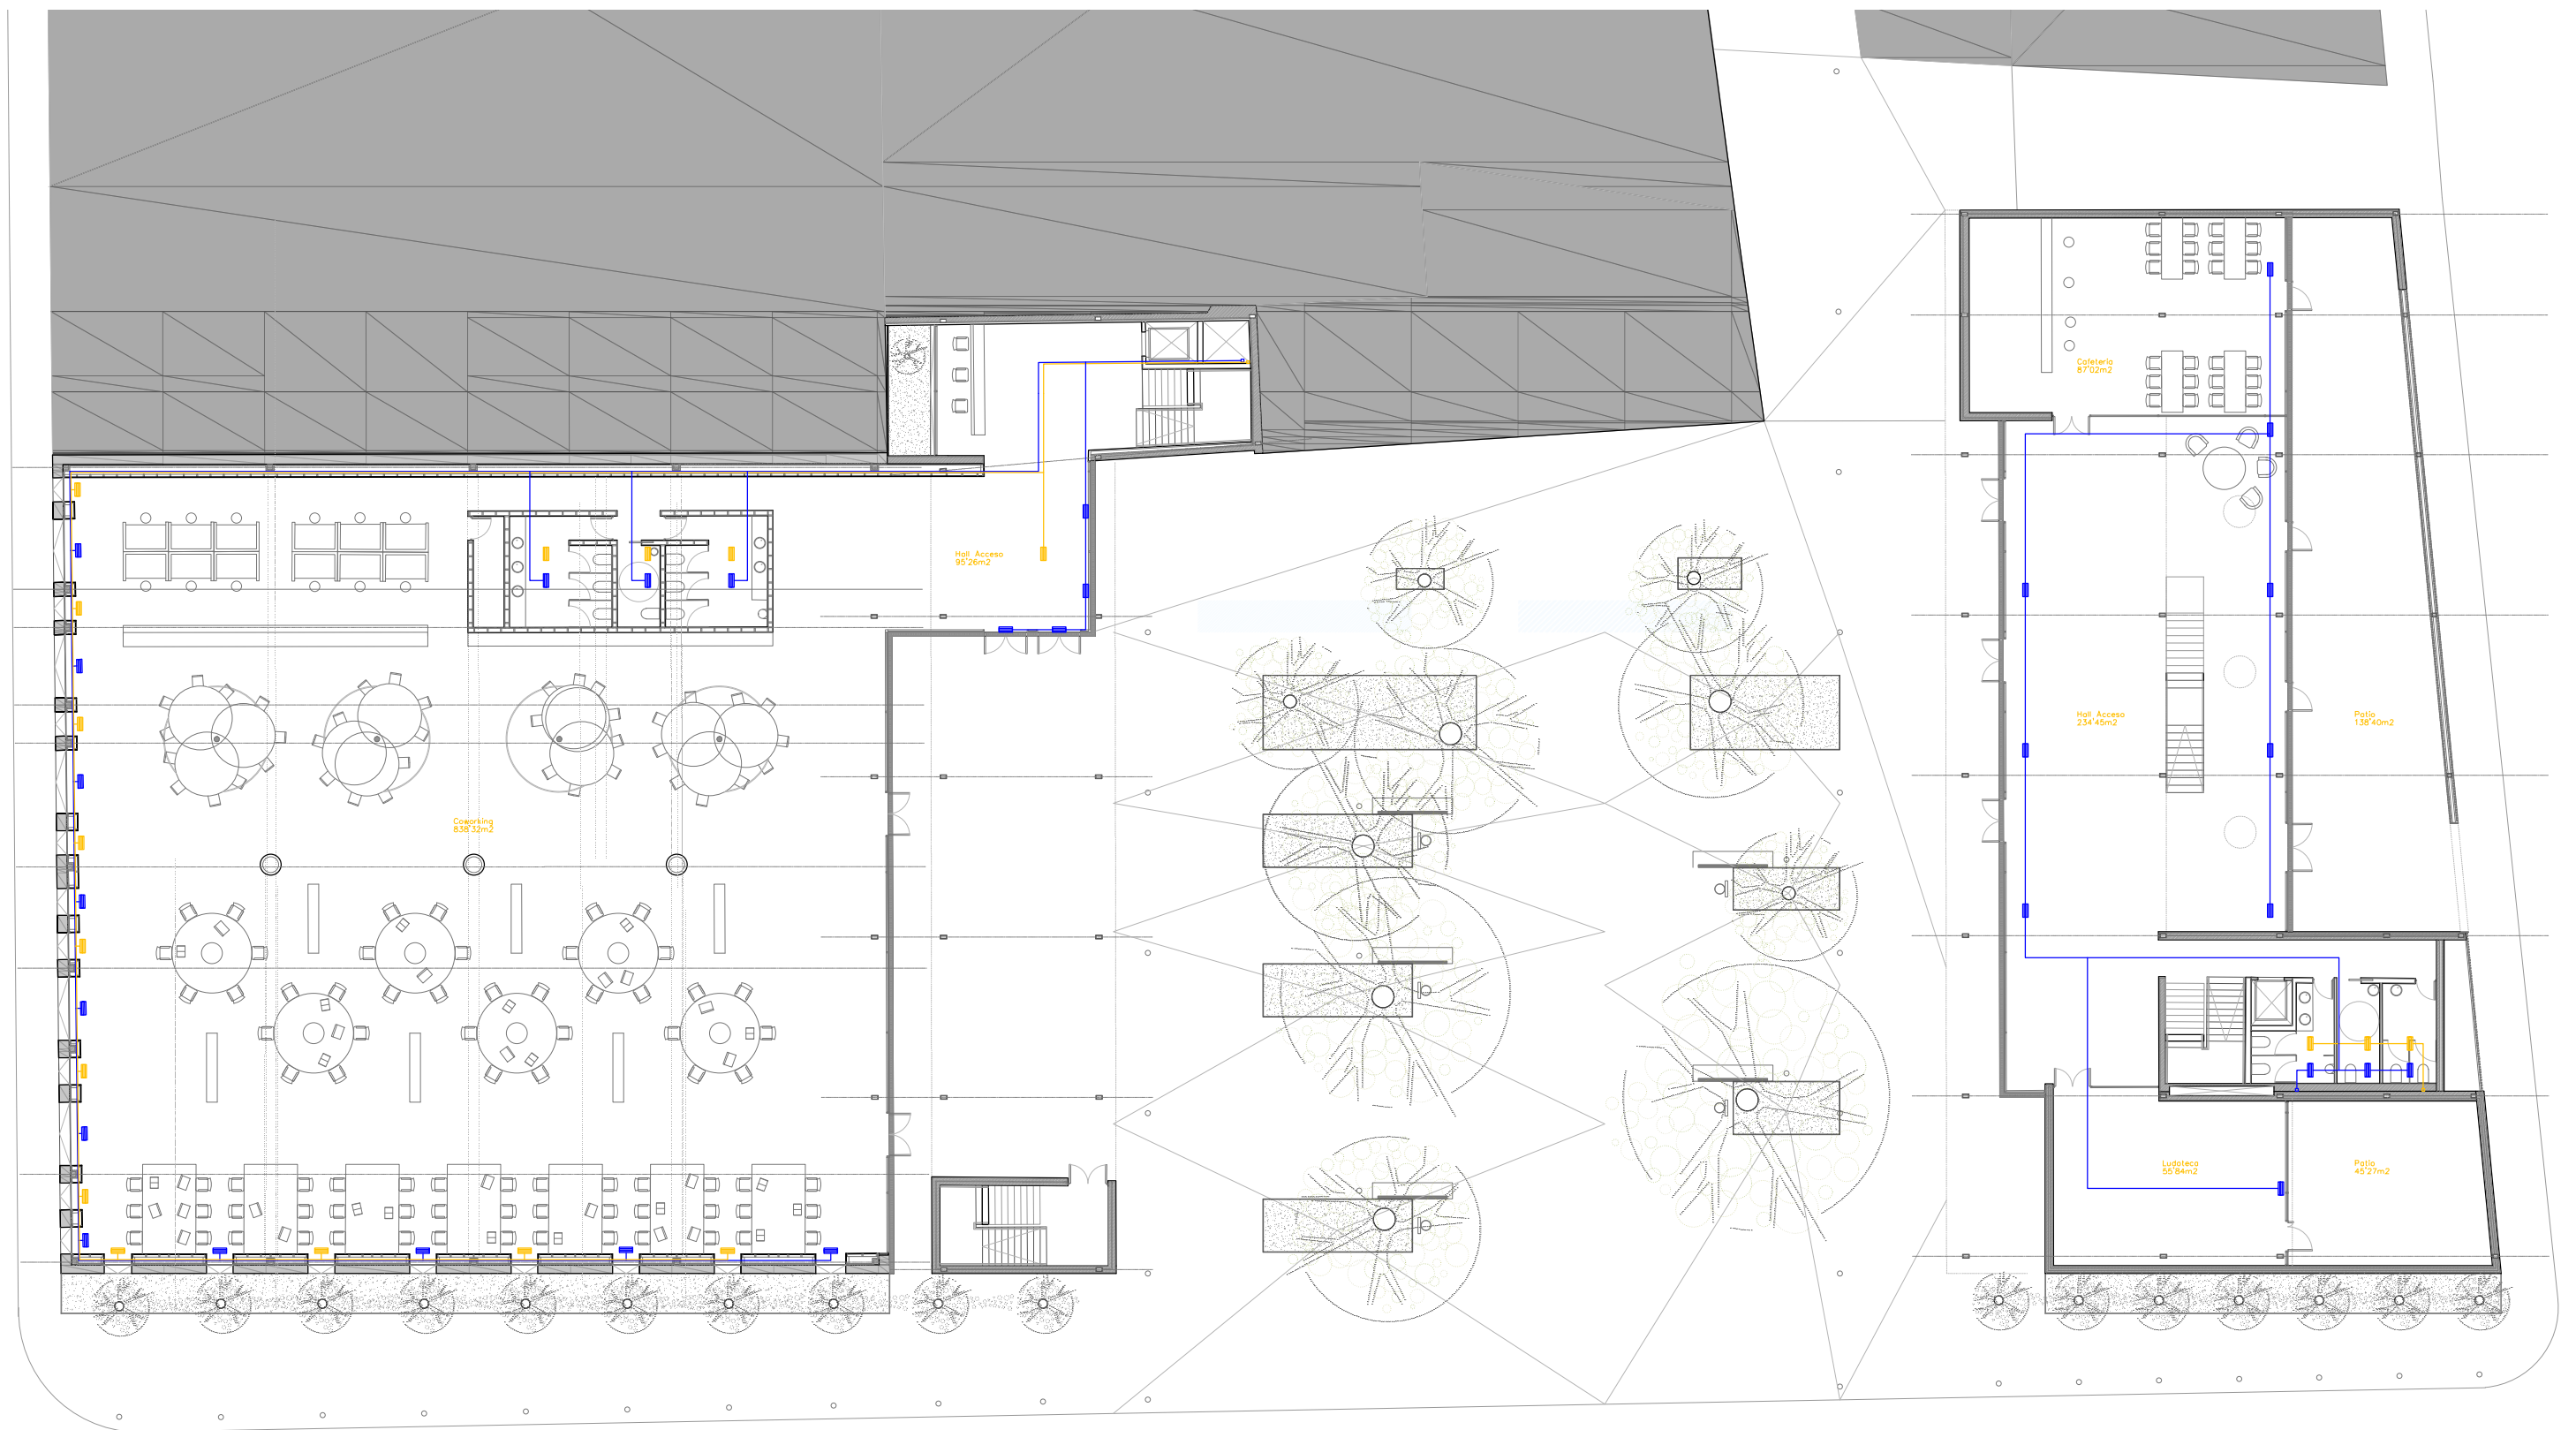 Cafeteria
87'02m2
Hall Acceso
95'26m2
Hall Acceso
234'45m2
Patio
138'40m2
Coworking
838'32m2
Ludoteca
55'84m2
Patio
45'27m2